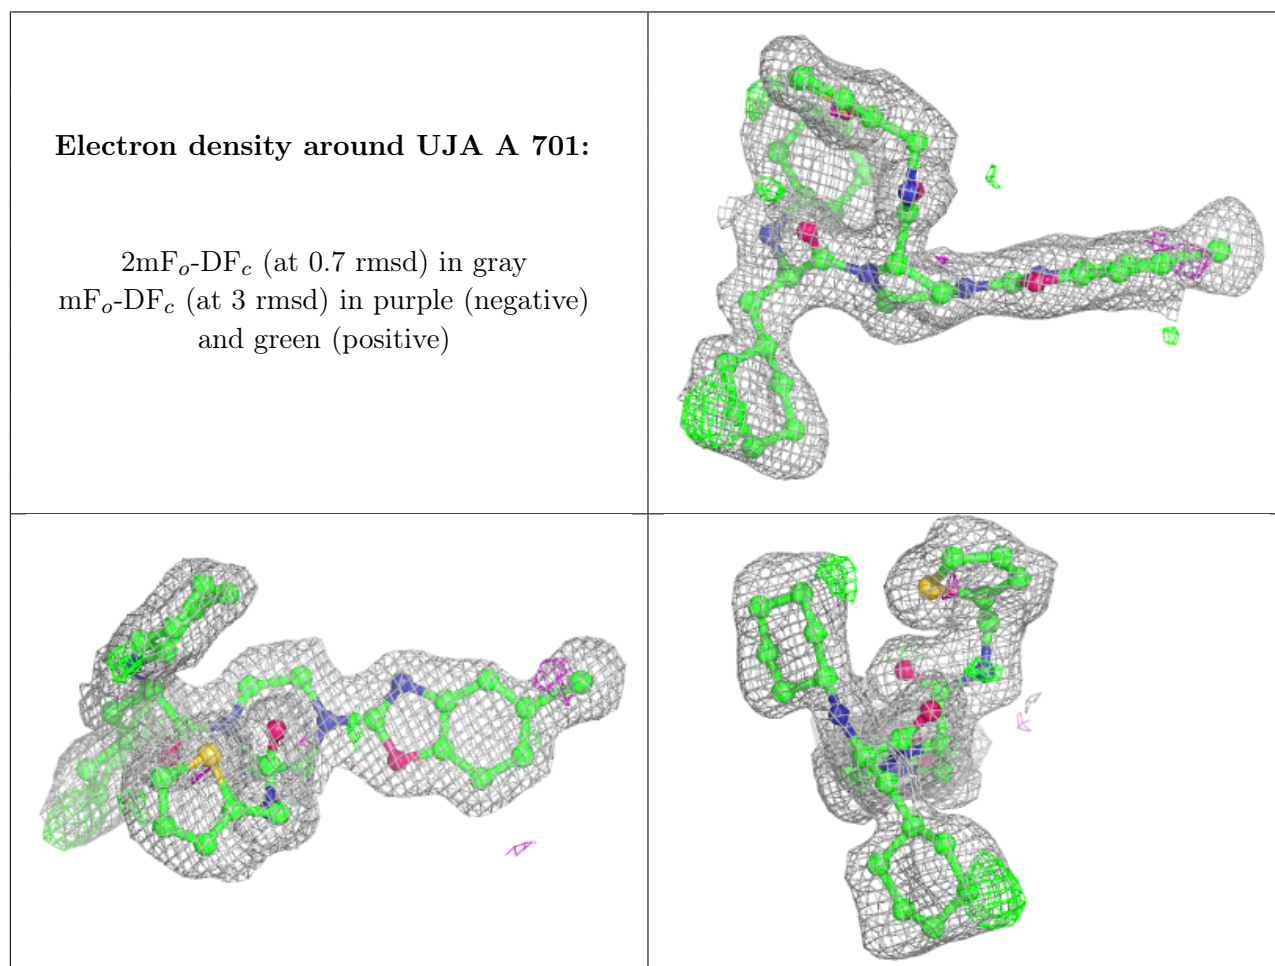 Electron density around UJA A 701:
2mFo-DFc (at 0.7 rmsd) in gray
mFo-DFc (at 3 rmsd) in purple (negative)
and green (positive)